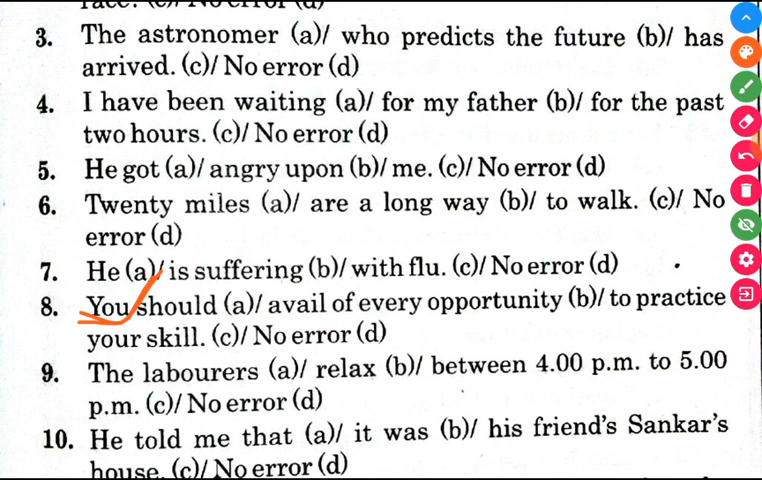 race. (c)/ No error (d)
3. The astronomer (a)/ who predicts the future (b)/ has
arrived. (c)/ No error (d)
4. I have been waiting (a)/ for my father (b)/ for the past
two hours. (c)/ No error (d)
5. He got (a)/ angry upon (b)/ me. (c)/ No error (d)
6. Twenty miles (a)/ are a long way (b)/ to walk. (c)/ No
error (d)
7. He (a)/ is suffering (b)/ with flu. (c)/ No error (d)
8. You should (a)/ avail of every opportunity (b)/ to practice
your skill. (c)/ No error (d)
9. The labourers (a)/ relax (b)/ between 4.00 p.m. to 5.00
p.m. (c)/ No error (d)
10. He told me that (a)/ it was (b)/ his friend's Sankar's
house. (c)/ No error (d)